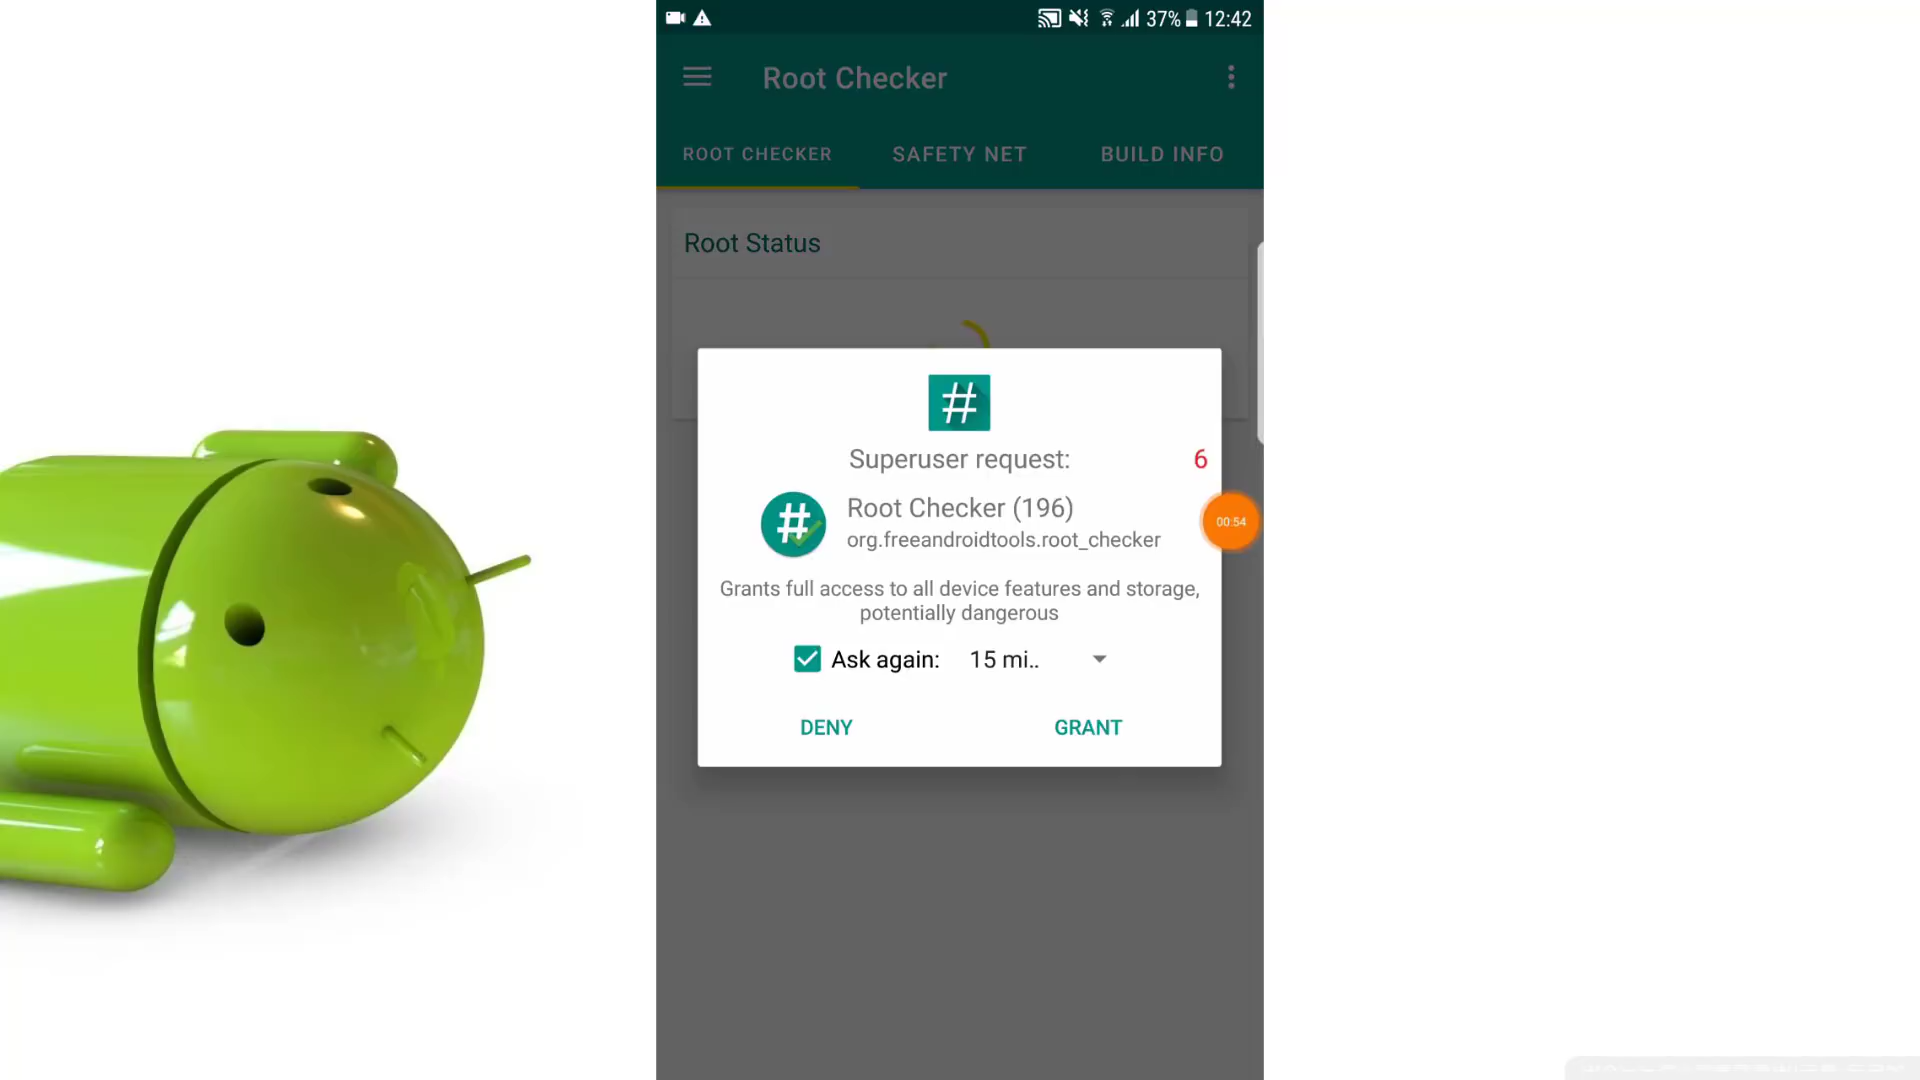 37% 12:42
Root Checker
ROOT CHECKER SAFETY NET BUILD INFO
Root Status
#
Superuser request: 6
# Root Checker (196)
org.freeandroidtools.root_checker
00:54
Grants full access to all device features and storage,
potentially dangerous
Ask again: 15 mi..
DENY GRANT